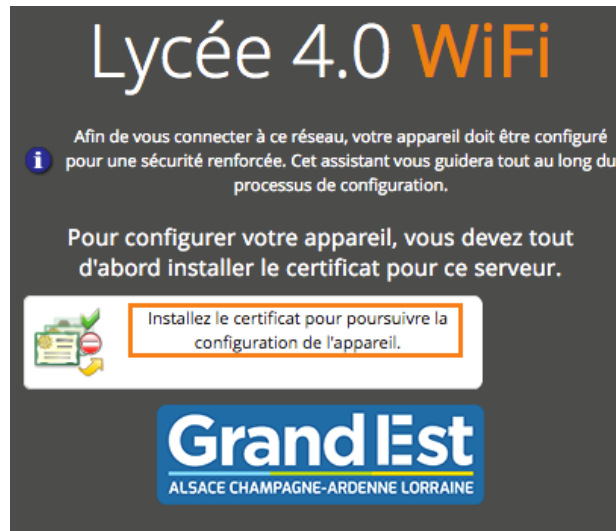 Lycée 4.0 WiFi
Afin de vous connecter à ce réseau, votre appareil doit être configuré
pour une sécurité renforcée. Cet assistant vous guidera tout au long du
processus de configuration.
Pour configurer votre appareil, vous devez tout
d'abord installer le certificat pour ce serveur.
Installez le certificat pour poursuivre la
configuration de l'appareil.
Grand Est
ALSACE CHAMPAGNE-ARDENNE LORRAINE